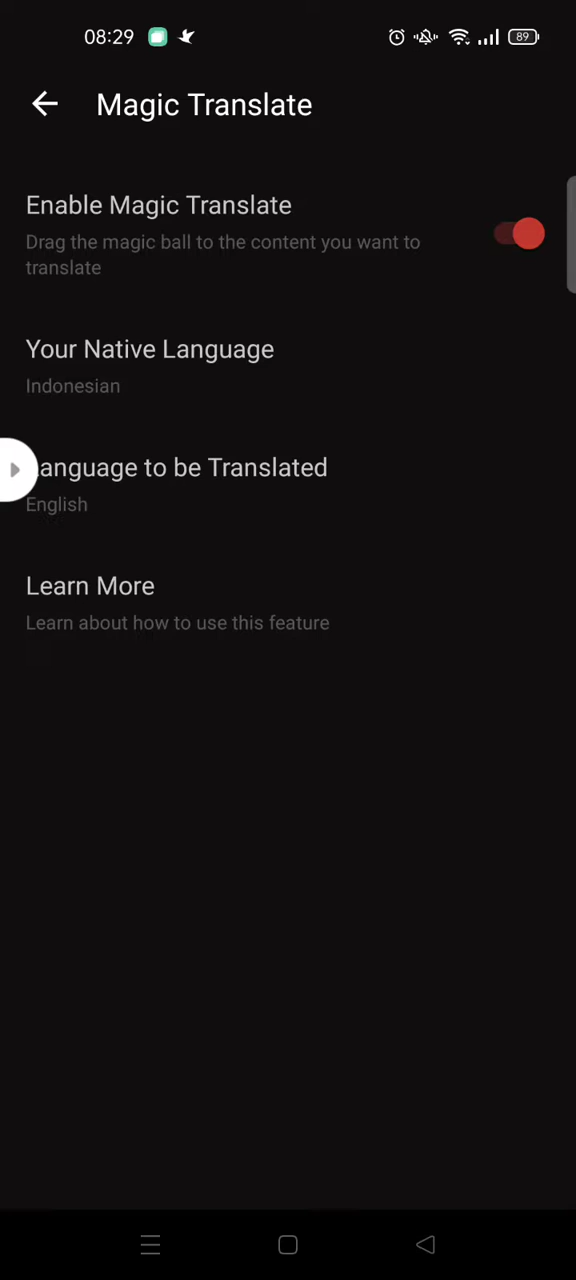 08:29
89
Magic Translate
Enable Magic Translate
Drag the magic ball to the content you want to
translate
Your Native Language
Indonesian
anguage to be Translated
English
Learn More
Learn about how to use this feature